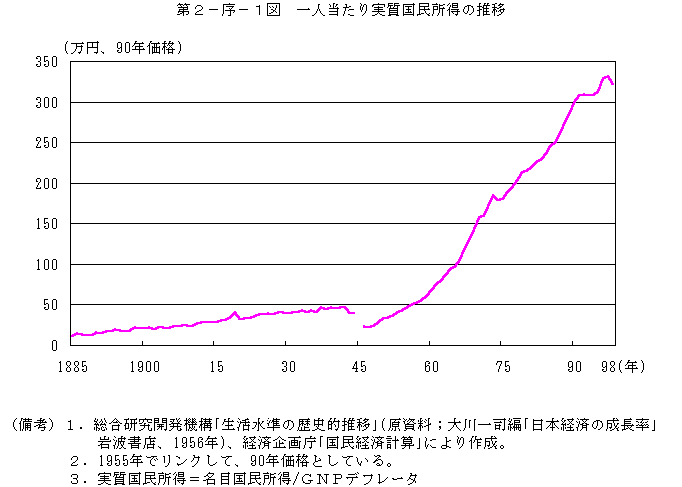 第２－序－１図　一人当たり実質国民所得の推移
(万円、90年価格)
350
300
250
200
150
100
50
0
1885 1900 15 30 45 60 75 90 98(年)
(備考) １．総合研究開発機構｢生活水準の歴史的推移｣(原資料；大川一司編｢日本経済の成長率｣
岩波書店、1956年)、経済企画庁｢国民経済計算｣により作成。
２．1955年でリンクして、90年価格としている。
３．実質国民所得＝名目国民所得/ＧＮＰデフレータ